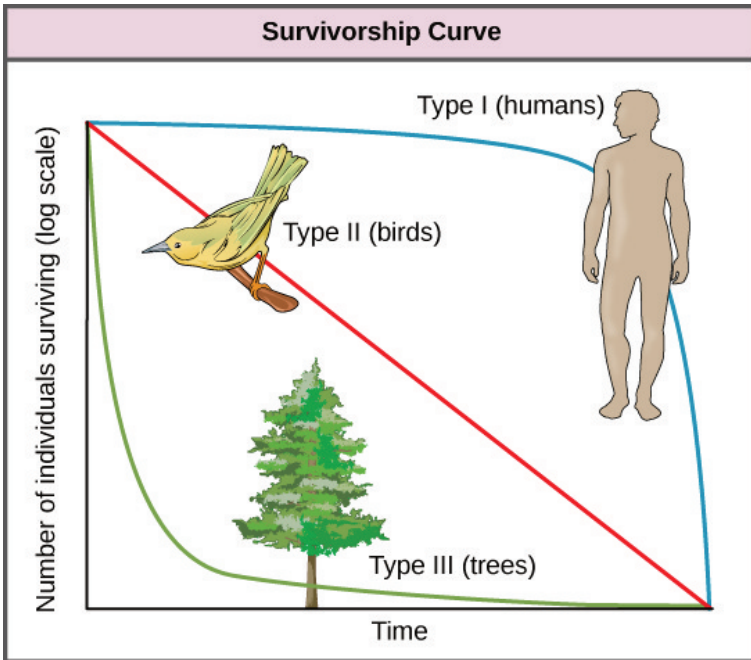 Survivorship Curve
Type I (humans)
Type II (birds)
Type III (trees)
Number of individuals surviving (log scale)
Time